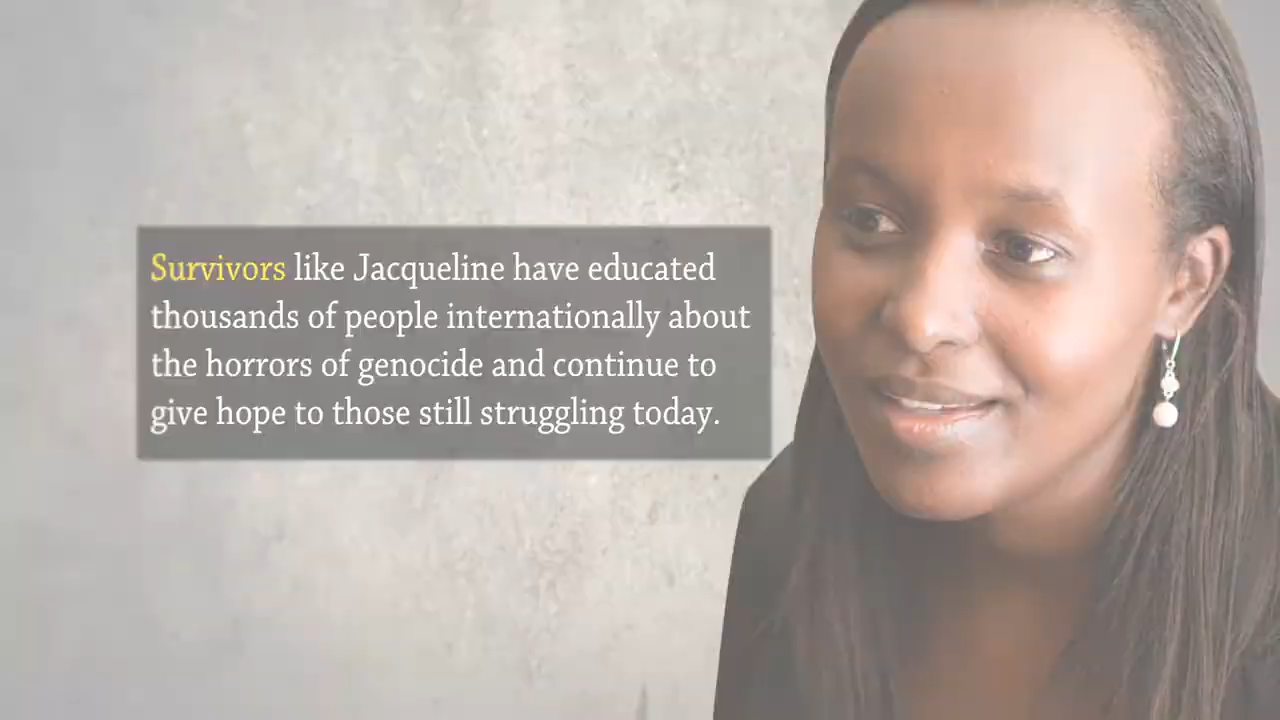 Survivors like Jacqueline have educated
thousands of people internationally about
the horrors of genocide and continue to
give hope to those still struggling today.